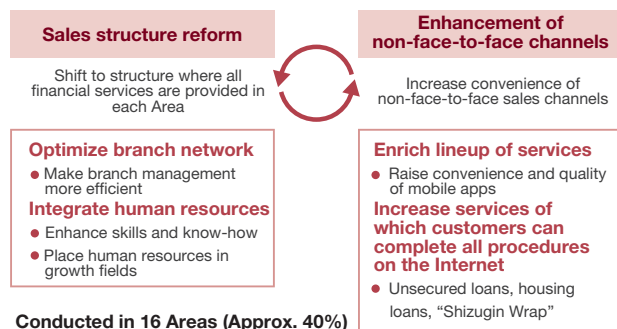 Sales structure reform
Shift to structure where all
financial services are provided in
each Area
Optimize branch network
● Make branch management
more efficient
Integrate human resources
● Enhance skills and know-how
● Place human resources in
growth fields
Conducted in 16 Areas (Approx. 40%)
Enhancement of
non-face-to-face channels
Increase convenience of
non-face-to-face sales channels
Enrich lineup of services
● Raise convenience and quality
of mobile apps
Increase services of
which customers can
complete all procedures
on the Internet
● Unsecured loans, housing
loans, “Shizugin Wrap”